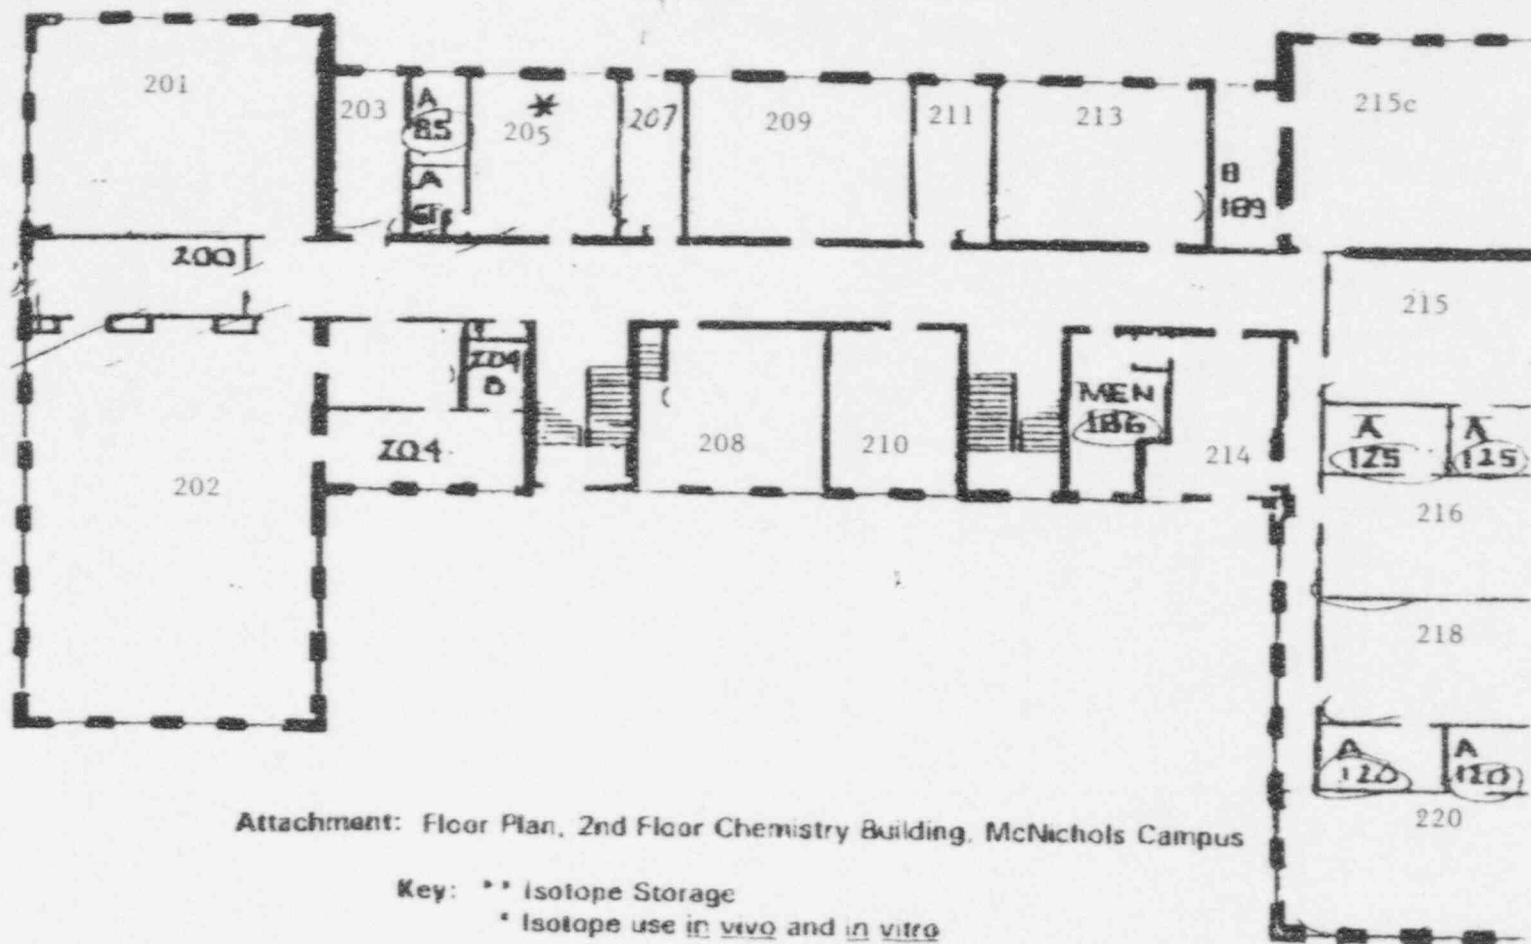 201
203
A
85
205
*
207
209
211
213
215c
A
B
189
200
215
204
B
MEN
186
A
125
A
125
204
208
210
214
202
216
218
A
120
A
120
220
Attachment: Floor Plan, 2nd Floor Chemistry Building, McNichols Campus
Key: ** Isotope Storage
* Isotope use in vivo and in vitro